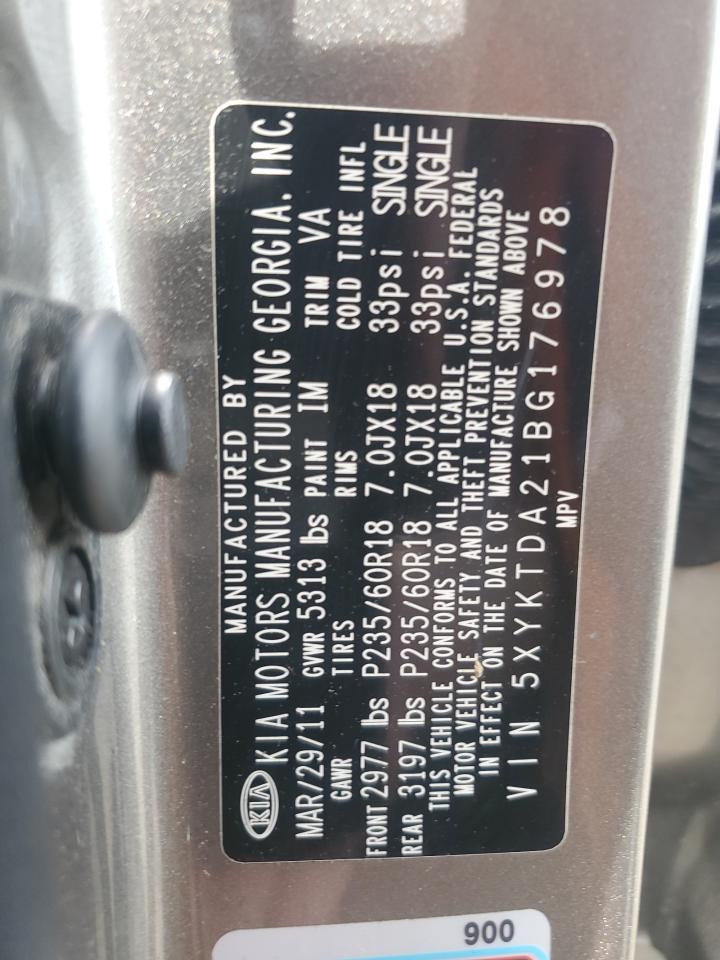 MANUFACTURED BY
KIA KIA MOTORS MANUFACTURING GEORGIA, INC.
MAR/29/11 GVWR 5313 lbs PAINT IM TRIM VA
GAWR TIRES RIMS COLD TIRE INFL
FRONT 2977 lbs P235/60R18 7.0JX18 33psi SINGLE
REAR 3197 lbs P235/60R18 7.0JX18 33psi SINGLE
THIS VEHICLE CONFORMS TO ALL APPLICABLE U.S.A. FEDERAL
MOTOR VEHICLE SAFETY AND THEFT PREVENTION STANDARDS
IN EFFECT ON THE DATE OF MANUFACTURE SHOWN ABOVE
VIN 5XYKTDA21BG176978
MPV
900